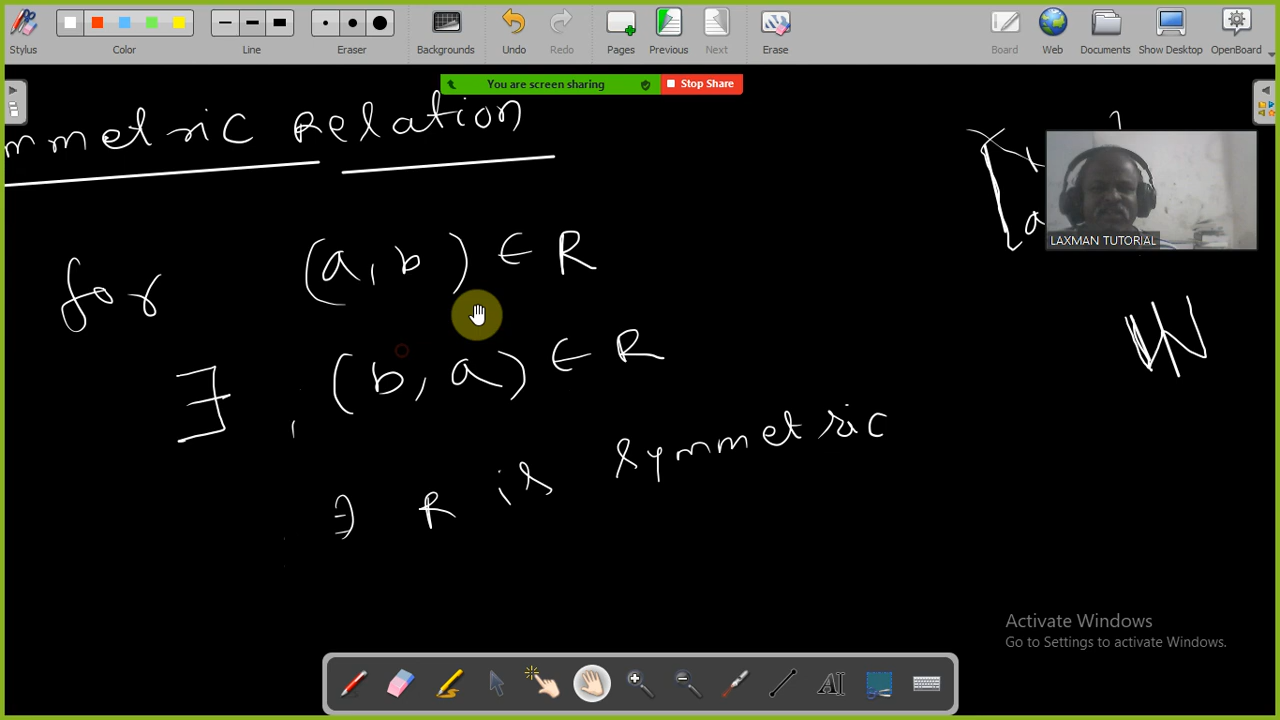 Stylus Color Line Eraser Backgrounds Undo Redo Pages Previous Next Erase Board Web Documents Show Desktop OpenBoard
You are screen sharing Stop Share
mmetric Relation
LAXMAN TUTORIAL
for (a, b) ∈ R
∃ , (b, a) ∈ R
∃ R is symmetric
Activate Windows
Go to Settings to activate Windows.
AI